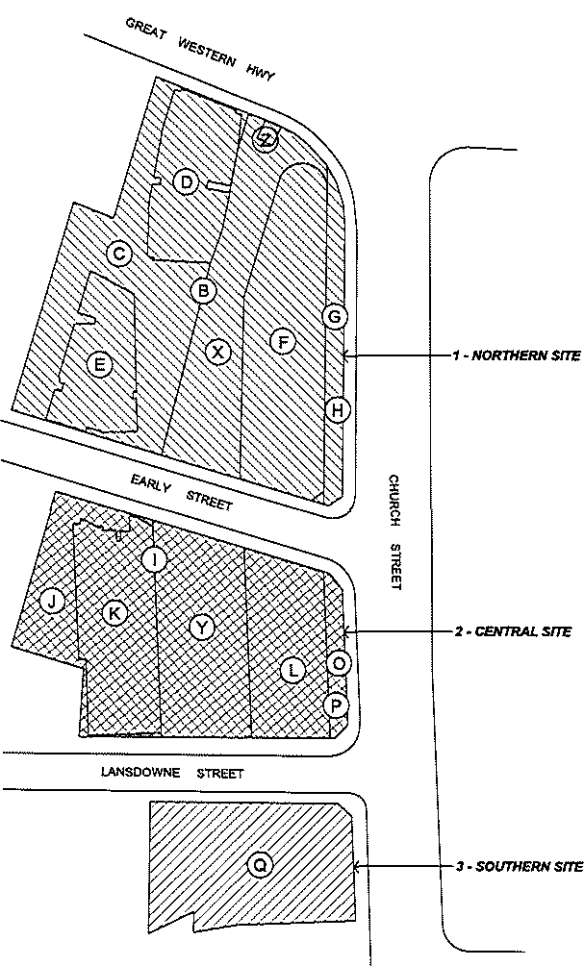 GREAT WESTERN HWY
Z
D
C
B
G
X
F
E
1 - NORTHERN SITE
H
EARLY STREET
CHURCH STREET
I
J
K
Y
2 - CENTRAL SITE
L
O
P
LANSDOWNE STREET
Q
3 - SOUTHERN SITE